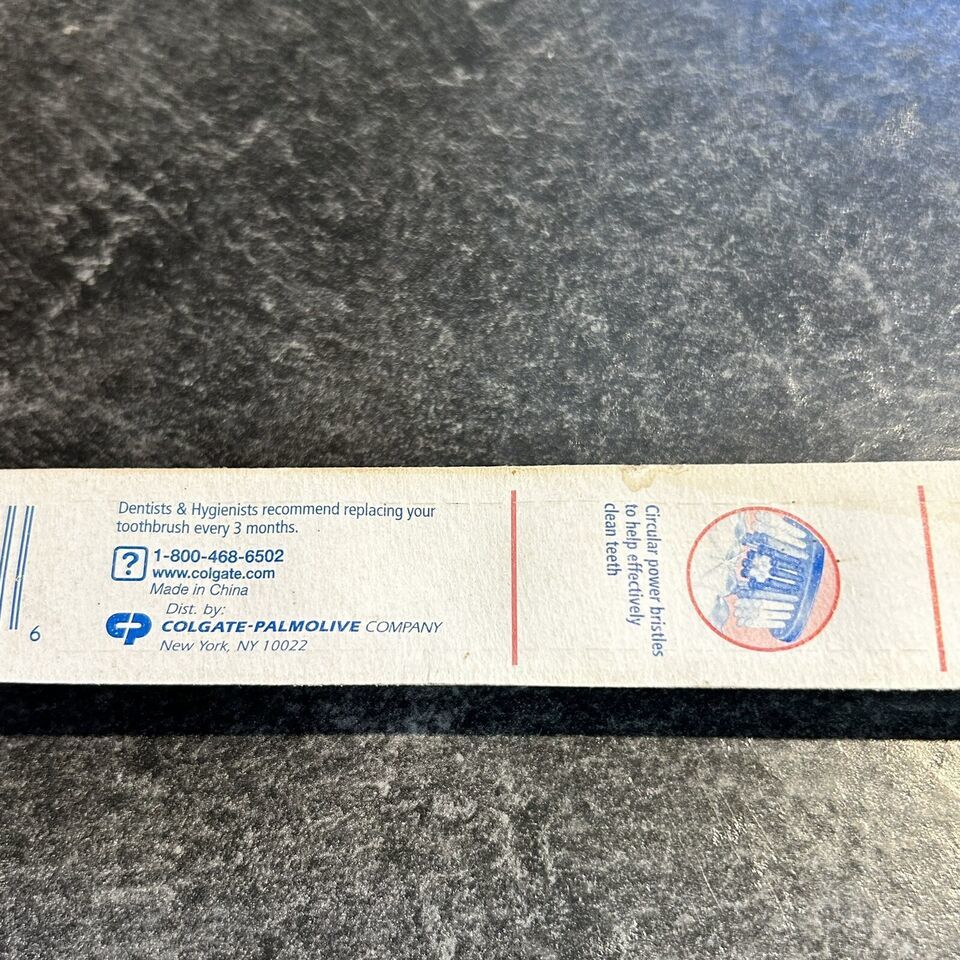 Dentists & Hygienists recommend replacing your
toothbrush every 3 months.
?
1-800-468-6502
www.colgate.com
Made in China
Dist. by:
CP
COLGATE-PALMOLIVE COMPANY
New York, NY 10022
6
Circular power bristles
to help effectively
clean teeth